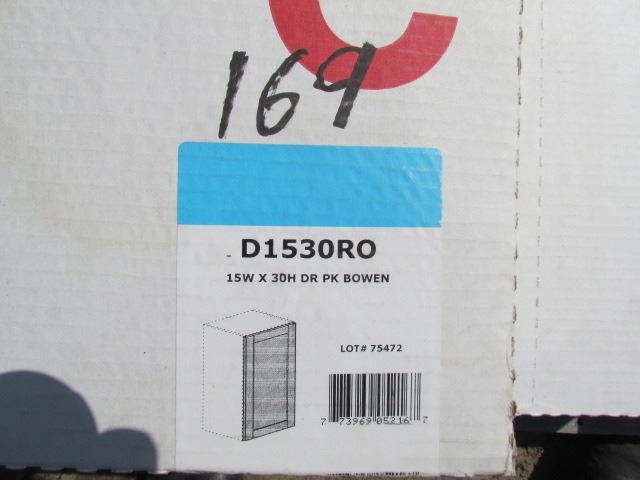 C
169
D1530RO
15W X 30H DR PK BOWEN
LOT# 75472
7 73969 05216 7